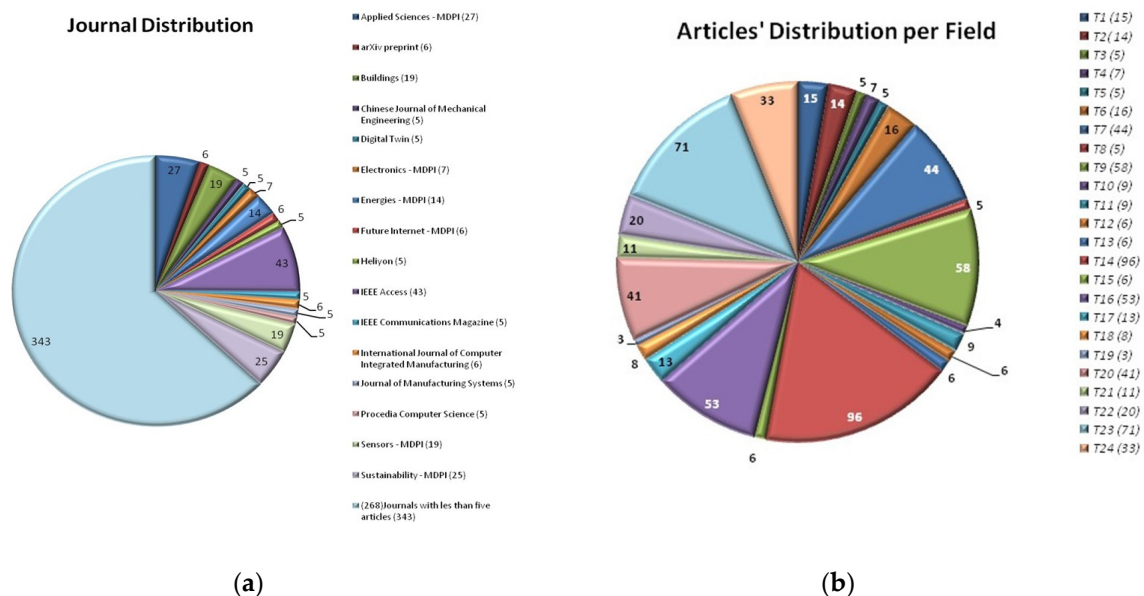 Journal Distribution
6
5
5
7
6
5
27
19
14
43
5
6
5
5
19
25
343
Applied Sciences - MDPI (27)
arXiv preprint (6)
Buildings (19)
Chinese Journal of Mechanical
Engineering (5)
Digital Twin (5)
Electronics - MDPI (7)
Energies - MDPI (14)
Future Internet - MDPI (6)
Heliyon (5)
IEEE Access (43)
IEEE Communications Magazine (5)
International Journal of Computer
Integrated Manufacturing (6)
Journal of Manufacturing Systems (5)
Procedia Computer Science (5)
Sensors - MDPI (19)
Sustainability - MDPI (25)
(268)Journals with les than five
articles (343)
(a)
Articles' Distribution per Field
15
14
5
7
5
16
44
5
58
4
9
6
6
96
6
53
13
8
3
41
11
20
71
33
T1 (15)
T2 (14)
T3 (5)
T4 (7)
T5 (5)
T6 (16)
T7 (44)
T8 (5)
T9 (58)
T10 (9)
T11 (9)
T12 (6)
T13 (6)
T14 (96)
T15 (6)
T16 (53)
T17 (13)
T18 (8)
T19 (3)
T20 (41)
T21 (11)
T22 (20)
T23 (71)
T24 (33)
(b)